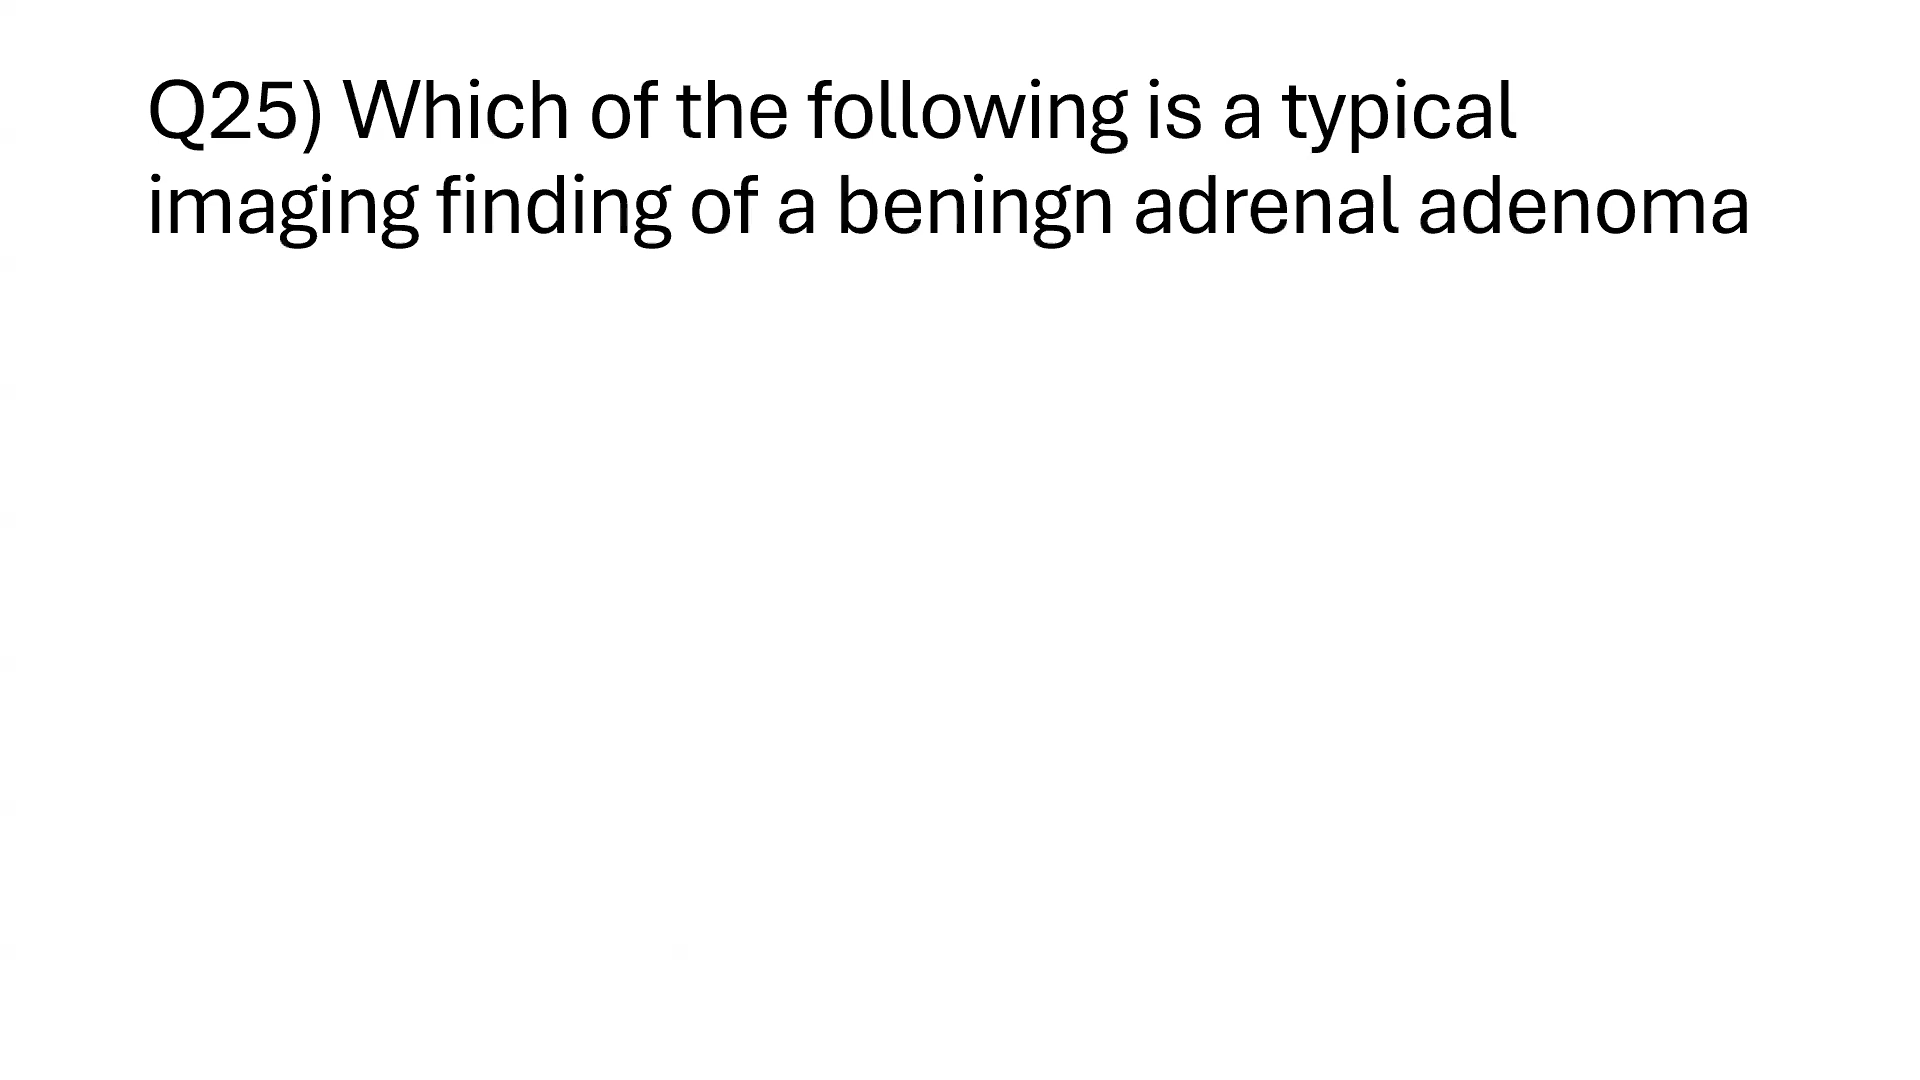 Q25) Which of the following is a typical
imaging finding of a beningn adrenal adenoma